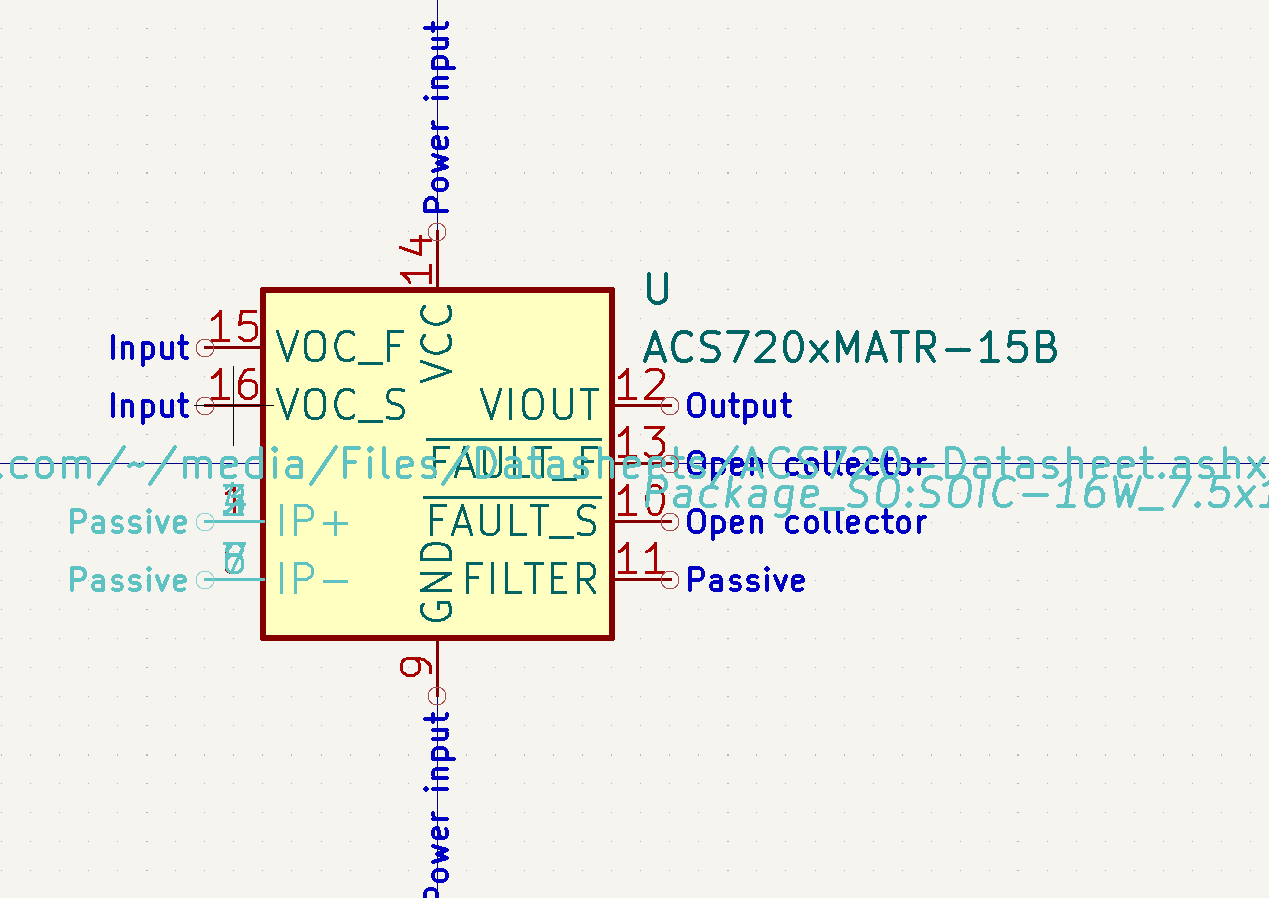 Power input
14
VCC
U
ACS720xMATR-15B
Input
15
VOC_F
Input
16
VOC_S
VIOUT
12
Output
.com/~/media/Files/Datasheets/ACS720-Datasheet.ashx
FAULT_F
13
Open collector
Package_SO:SOIC-16W_7.5x1
Passive
IP+
FAULT_S
10
Open collector
Passive
IP-
GND
FILTER
11
Passive
9
Power input